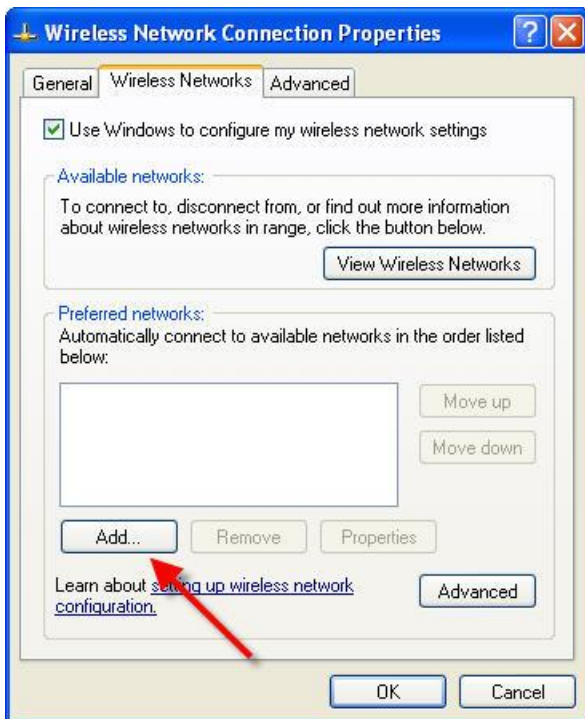 Wireless Network Connection Properties
General
Wireless Networks
Advanced
Use Windows to configure my wireless network settings
Available networks:
To connect to, disconnect from, or find out more information
about wireless networks in range, click the button below.
View Wireless Networks
Preferred networks:
Automatically connect to available networks in the order listed
below:
Move up
Move down
Add...
Remove
Properties
Learn about setting up wireless network
configuration.
Advanced
OK
Cancel